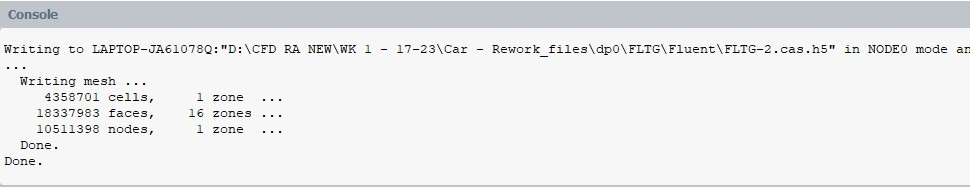 Console
Writing to LAPTOP-JA61078Q:"D:\CFD RA NEW\WK 1 - 17-23\Car - Rework_files\dp0\FLTG\Fluent\FLTG-2.cas.h5" in NODE0 mode an
...
Writing mesh ...
4358701 cells, 1 zone ...
18337983 faces, 16 zones ...
10511398 nodes, 1 zone ...
Done.
Done.